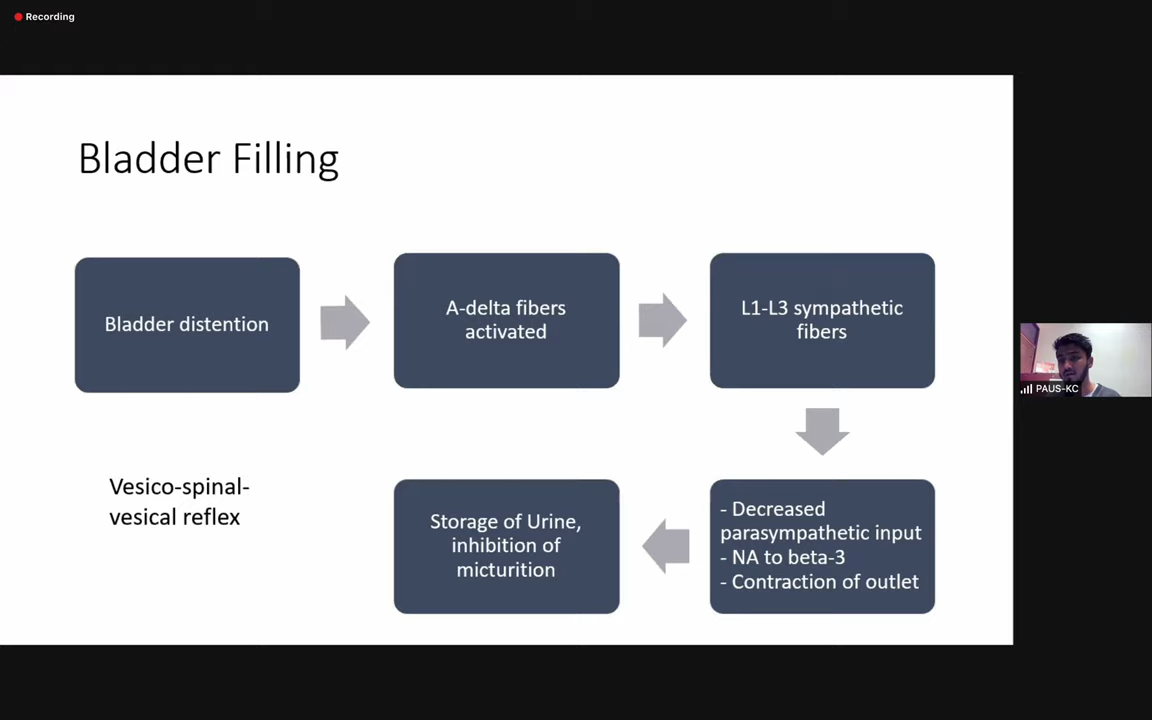 Recording
Bladder Filling
Bladder distention
A-delta fibers
activated
L1-L3 sympathetic
fibers
- Decreased
parasympathetic input
- NA to beta-3
- Contraction of outlet
Storage of Urine,
inhibition of
micturition
Vesico-spinal-
vesical reflex
PAUS-KC